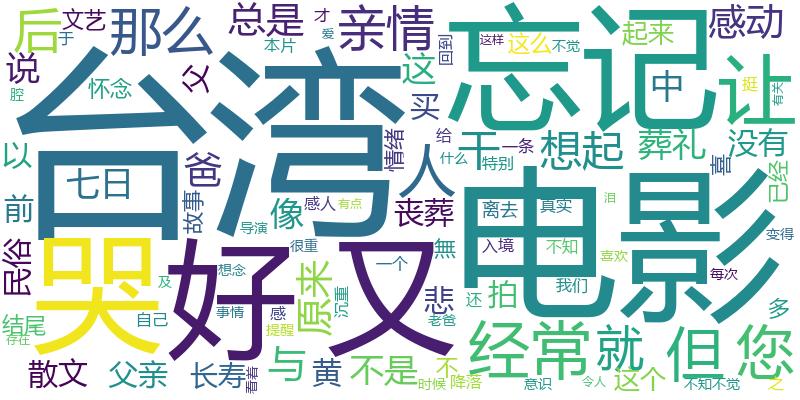 后
于
文艺
那么
总是
才
爱
亲情
回到
忘记
这样
这么
不觉
感动
本片
起来
说
怀念
父
这
让
腔
台湾
买
中
挺
有关
以
七日
爸
情绪
给
什么
干
一条
特别
想起
葬礼
没有
喜
已经
人
前
故事
像
感人
有点
丧葬
离去
真实
泪
导演
無
入境
不知
喜欢
变得
民俗
哭
好
很重
又
电影
想念
一个
我们
每次
及
原来
沉重
悲
还
拍
多
结尾
存在
自己
事情
感
提醒
老爸
经常
就
但
您
散文
父亲
长寿
看着
与
黄
不是
不
时候
降落
意识
令人
这个
不知不觉
之